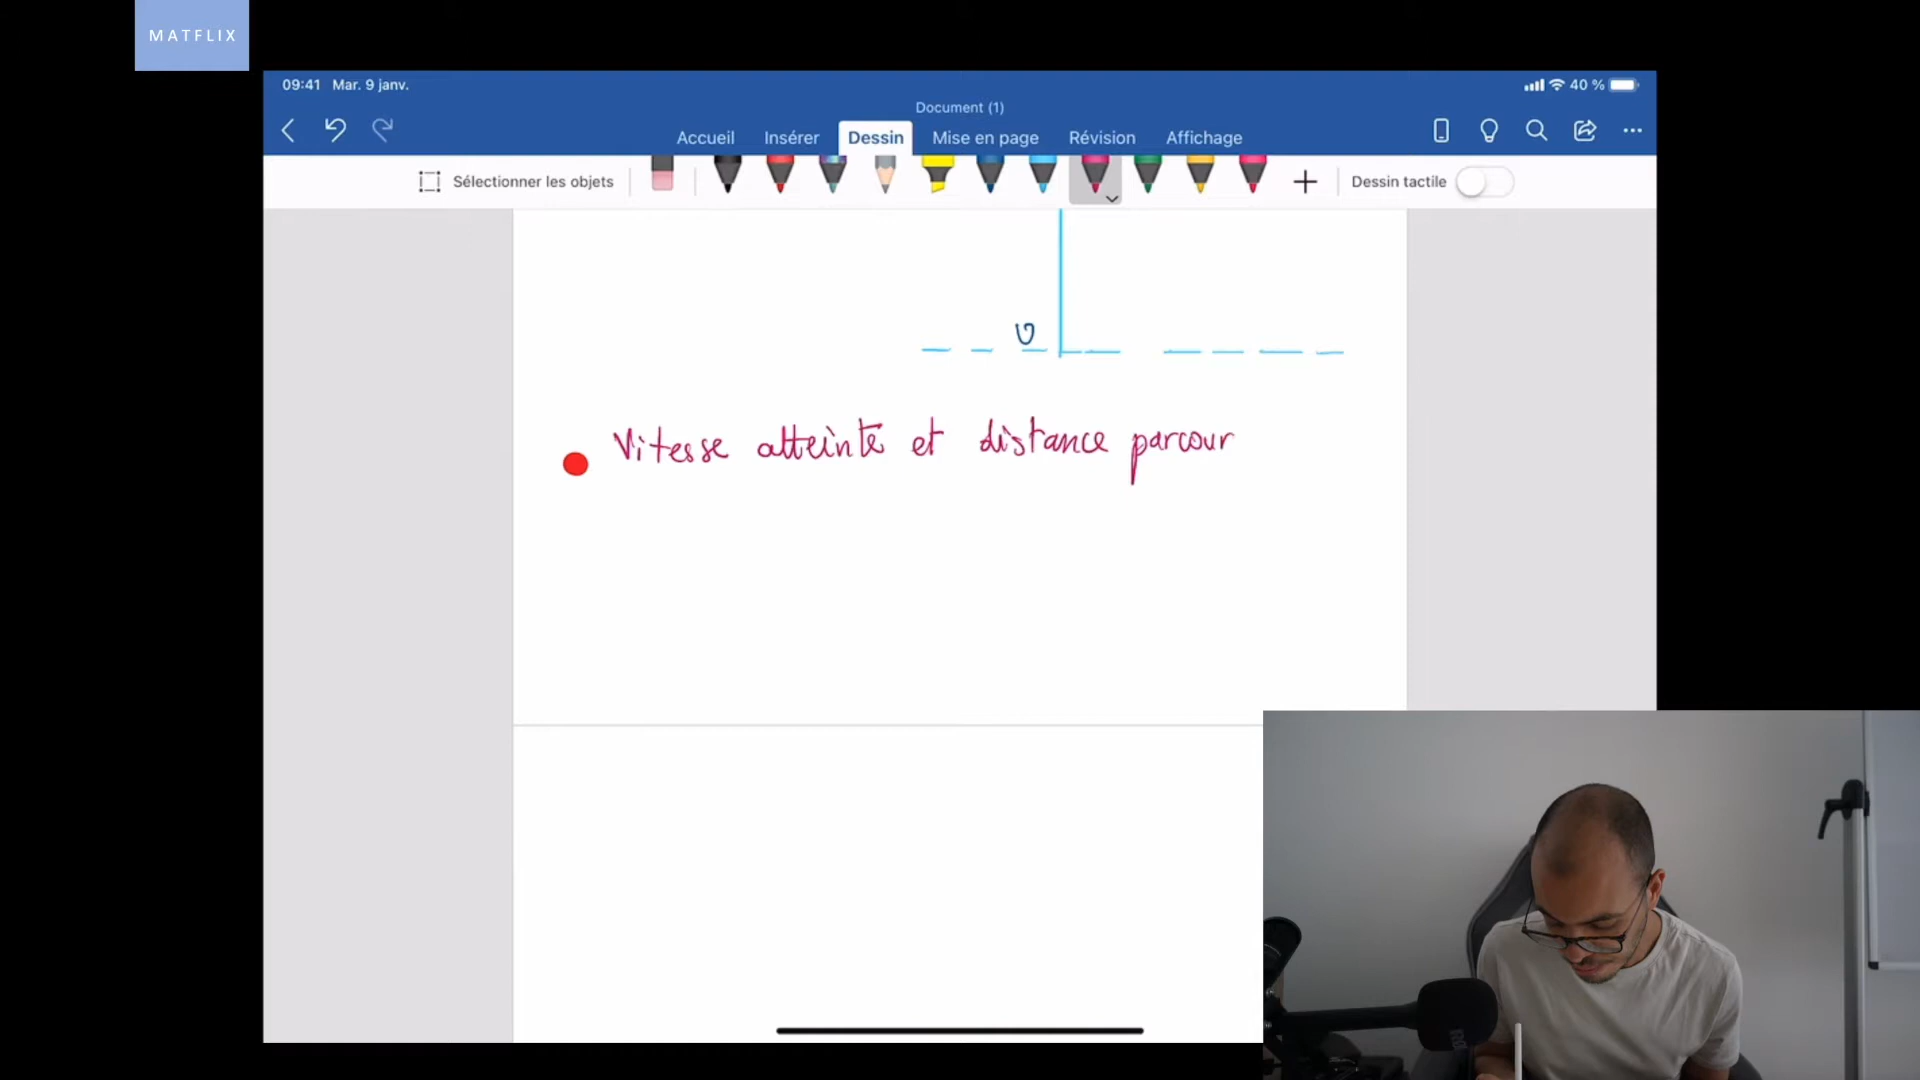 MATFLIX
09:41 Mar. 9 janv.
40 %
Document (1)
Accueil Insérer Dessin Mise en page Révision Affichage
Sélectionner les objets
Dessin tactile
Vitesse atteinte et distance parcour